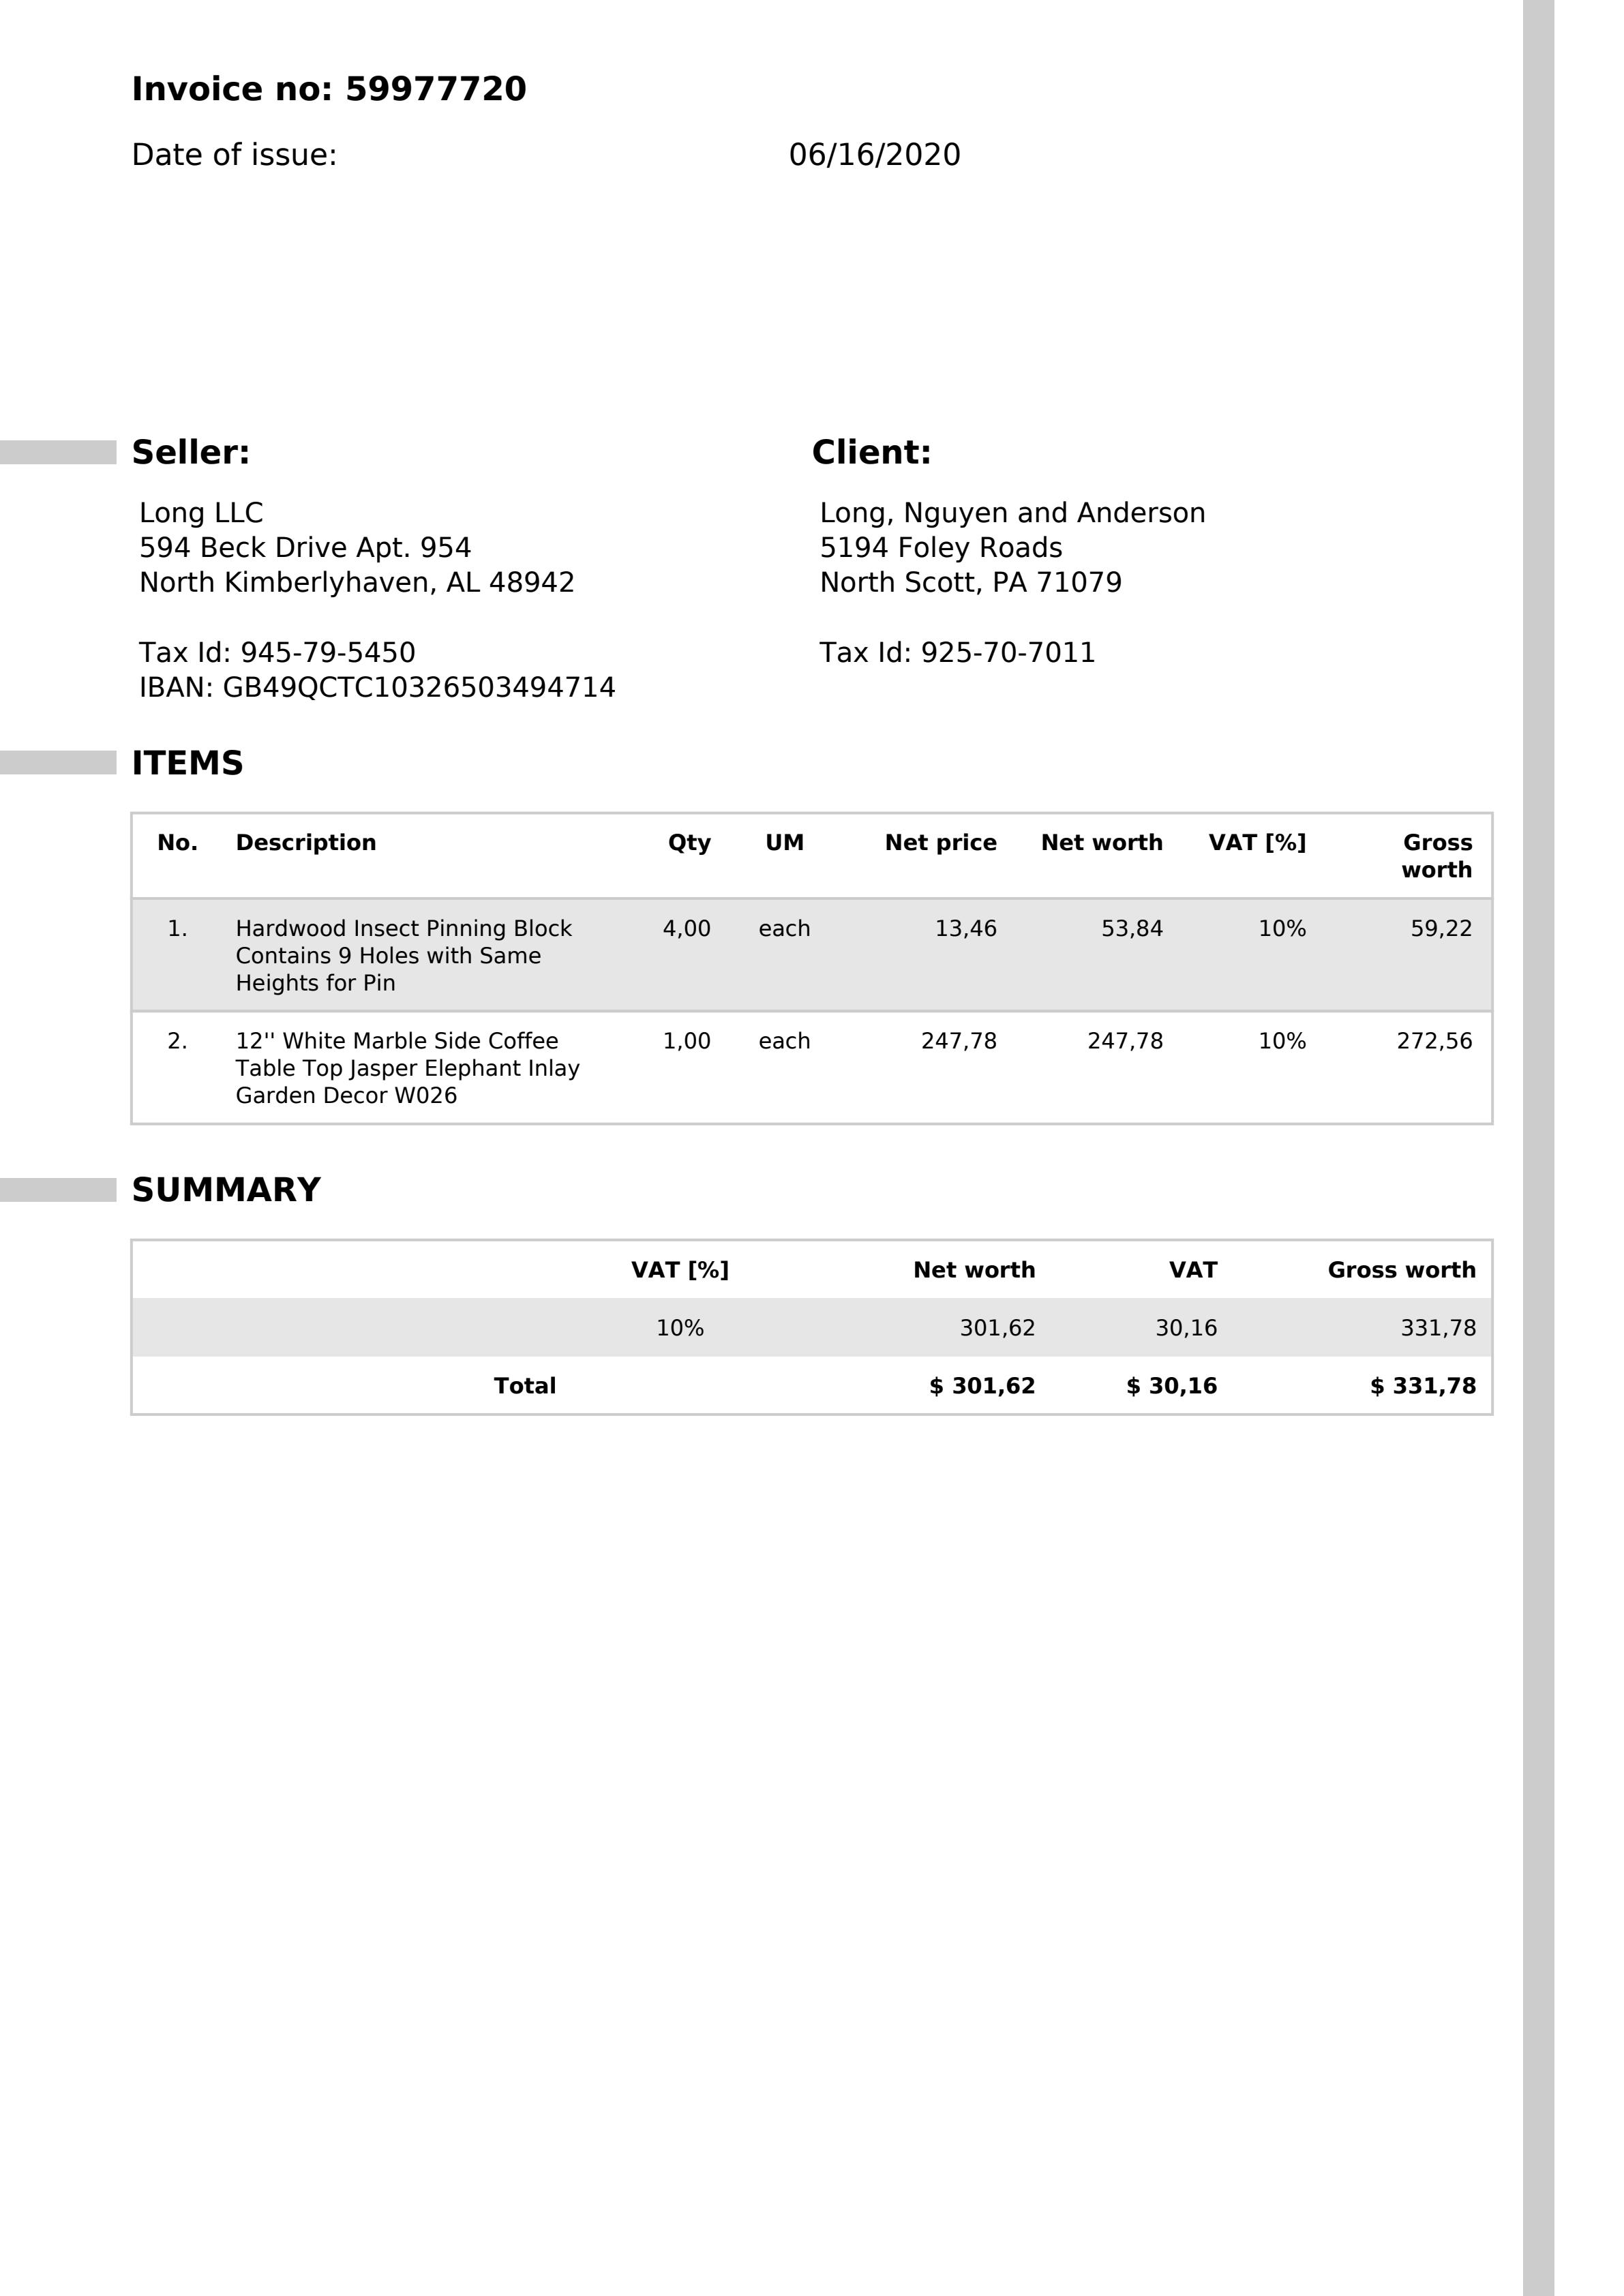 Invoice no: 59977720
Date of issue: 06/16/2020
Seller:
Long LLC
594 Beck Drive Apt. 954
North Kimberlyhaven, AL 48942
Tax Id: 945-79-5450
IBAN: GB49QCTC10326503494714
Client:
Long, Nguyen and Anderson
5194 Foley Roads
North Scott, PA 71079
Tax Id: 925-70-7011
ITEMS
No. Description Qty UM Net price Net worth VAT [%] Gross
worth
1. Hardwood Insect Pinning Block 4,00 each 13,46 53,84 10% 59,22
Contains 9 Holes with Same
Heights for Pin
2. 12'' White Marble Side Coffee 1,00 each 247,78 247,78 10% 272,56
Table Top Jasper Elephant Inlay
Garden Decor W026
SUMMARY
VAT [%] Net worth VAT Gross worth
10% 301,62 30,16 331,78
Total $ 301,62 $ 30,16 $ 331,78